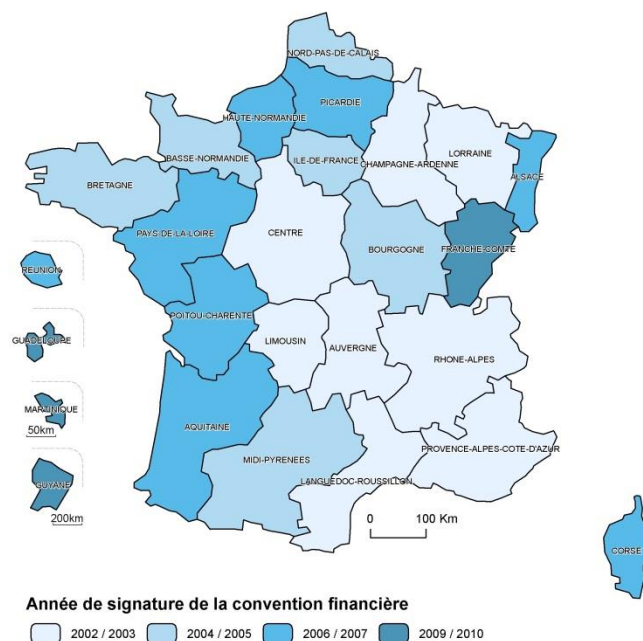 NORD-PAS-DE-CALAIS
PICARDIE
HAUTE-NORMANDIE
BASSE-NORMANDIE
ILE-DE-FRANCE
CHAMPAGNE-ARDENNE
LORRAINE
ALSACE
BRETAGNE
PAYS-DE-LA-LOIRE
CENTRE
BOURGOGNE
FRANCHE-COMTE
REUNION
POITOU-CHARENTE
GUADELOUPE
LIMOUSIN
AUVERGNE
RHONE-ALPES
MARTINIQUE
50km
AQUITAINE
PROVENCE-ALPES-COTE-D'AZUR
MIDI-PYRENEES
LANGUEDOC-ROUSSILLON
GUYANE
200km
0 100 Km
CORSE
Année de signature de la convention financière
2002 / 2003 2004 / 2005 2006 / 2007 2009 / 2010